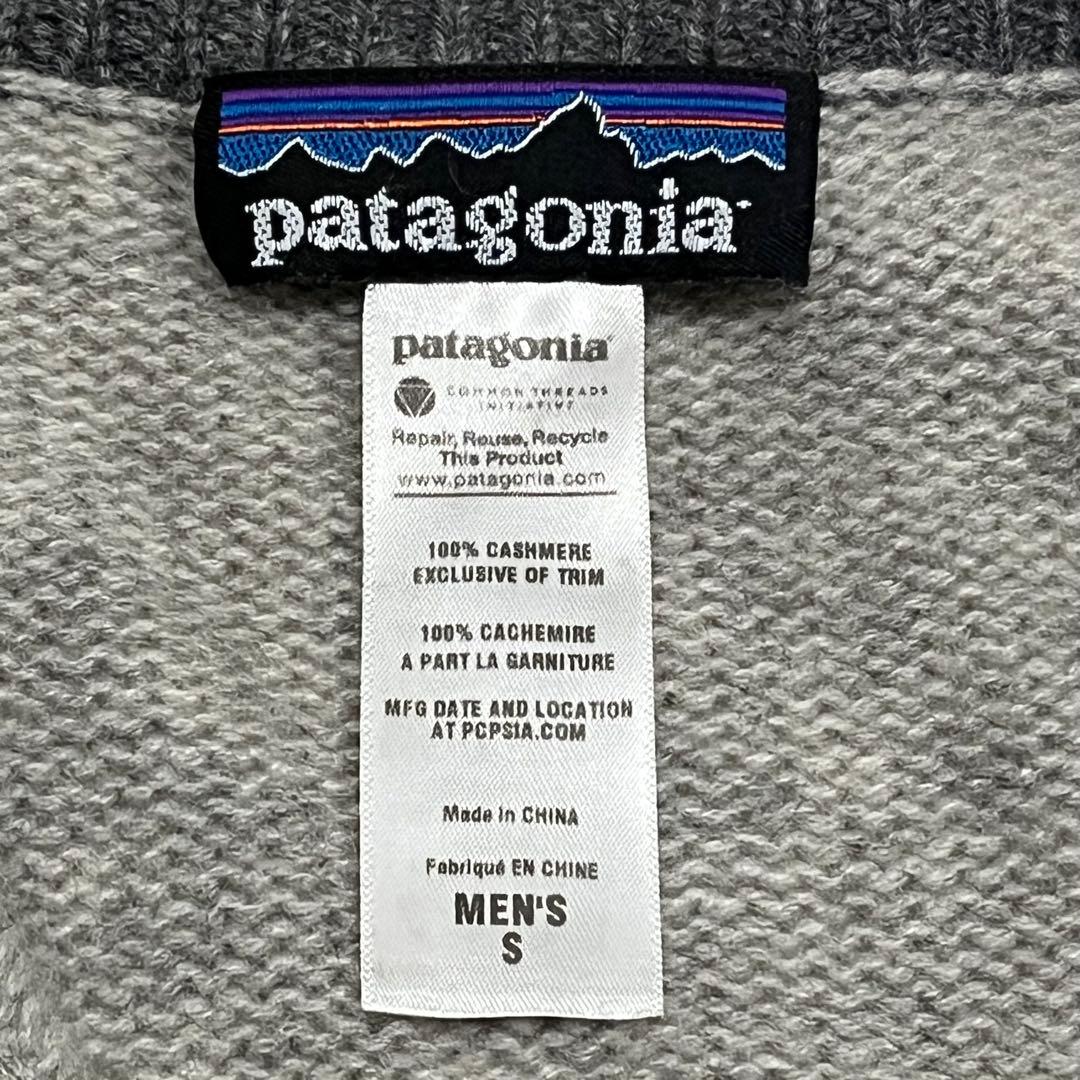 patagonia
patagonia
COMMON THREADS
INITIATIVE
Repair, Reuse, Recycle
This Product
www.patagonia.com
100% CASHMERE
EXCLUSIVE OF TRIM
100% CACHEMIRE
A PART LA GARNITURE
MFG DATE AND LOCATION
AT PCPSIA.COM
Made in CHINA
Fabriqué EN CHINE
MEN'S
S